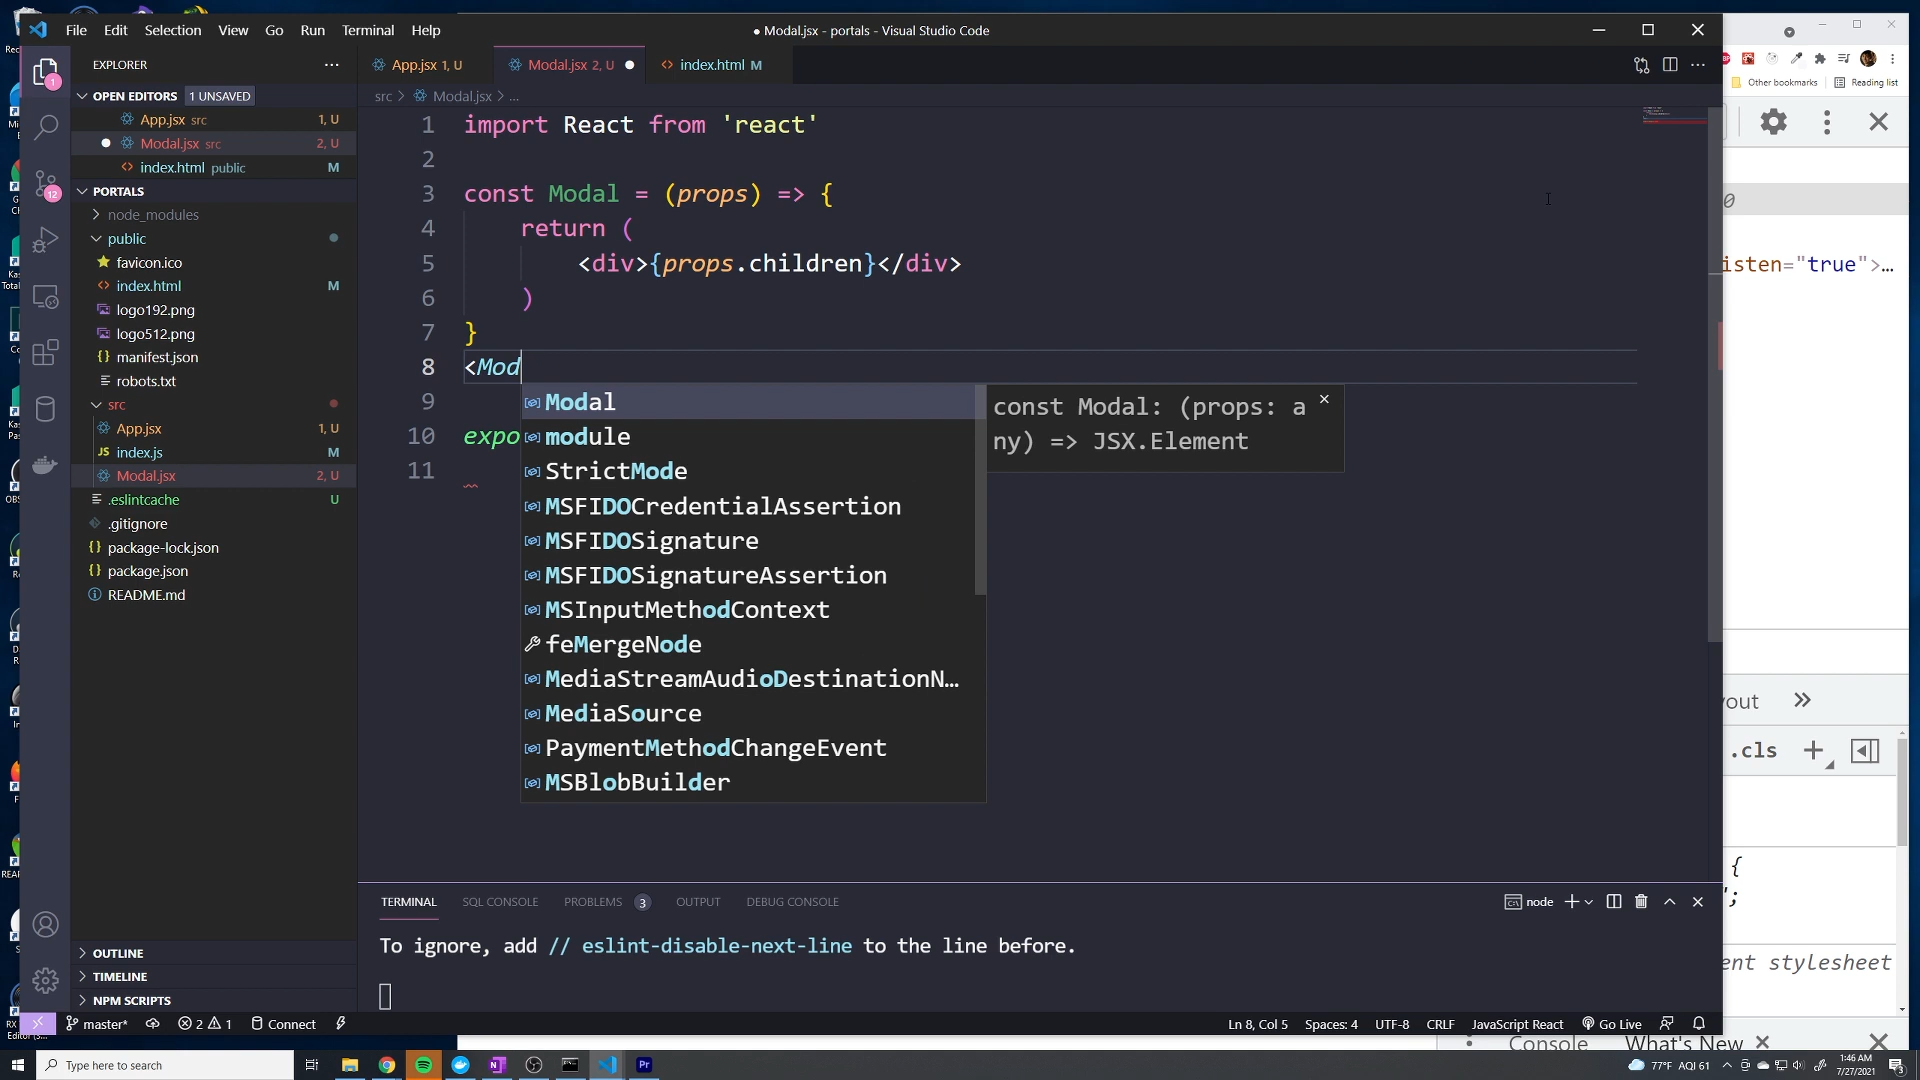 File Edit Selection View Go Run Terminal Help
● Modal.jsx - portals - Visual Studio Code
EXPLORER
App.jsx 1, U
Modal.jsx 2, U ●
index.html M
OPEN EDITORS 1 UNSAVED
App.jsx src 1, U
Modal.jsx src 2, U
index.html public M
PORTALS
node_modules
public
favicon.ico
index.html M
logo192.png
logo512.png
manifest.json
robots.txt
src
App.jsx 1, U
index.js M
Modal.jsx 2, U
.eslintcache U
.gitignore
package-lock.json
package.json
README.md
OUTLINE
TIMELINE
NPM SCRIPTS
1
12
src > Modal.jsx > ...
1 import React from 'react'
2
3 const Modal = (props) => {
4 return (
5 <div>{props.children}</div>
6 )
7 }
8 <Mod
9
10 expo
11
Modal
module
StrictMode
MSFIDOCredentialAssertion
MSFIDOSignature
MSFIDOSignatureAssertion
MSInputMethodContext
feMergeNode
MediaStreamAudioDestinationN…
MediaSource
PaymentMethodChangeEvent
MSBlobBuilder
const Modal: (props: a
ny) => JSX.Element
TERMINAL SQL CONSOLE PROBLEMS 3 OUTPUT DEBUG CONSOLE
node
To ignore, add // eslint-disable-next-line to the line before.
master* 2 1 Connect
Ln 8, Col 5 Spaces: 4 UTF-8 CRLF JavaScript React Go Live
Other bookmarks Reading list
isten="true">…
.cls
{
ent stylesheet
Console What's New
Type here to search
77°F AQI 61
1:46 AM
7/27/2021